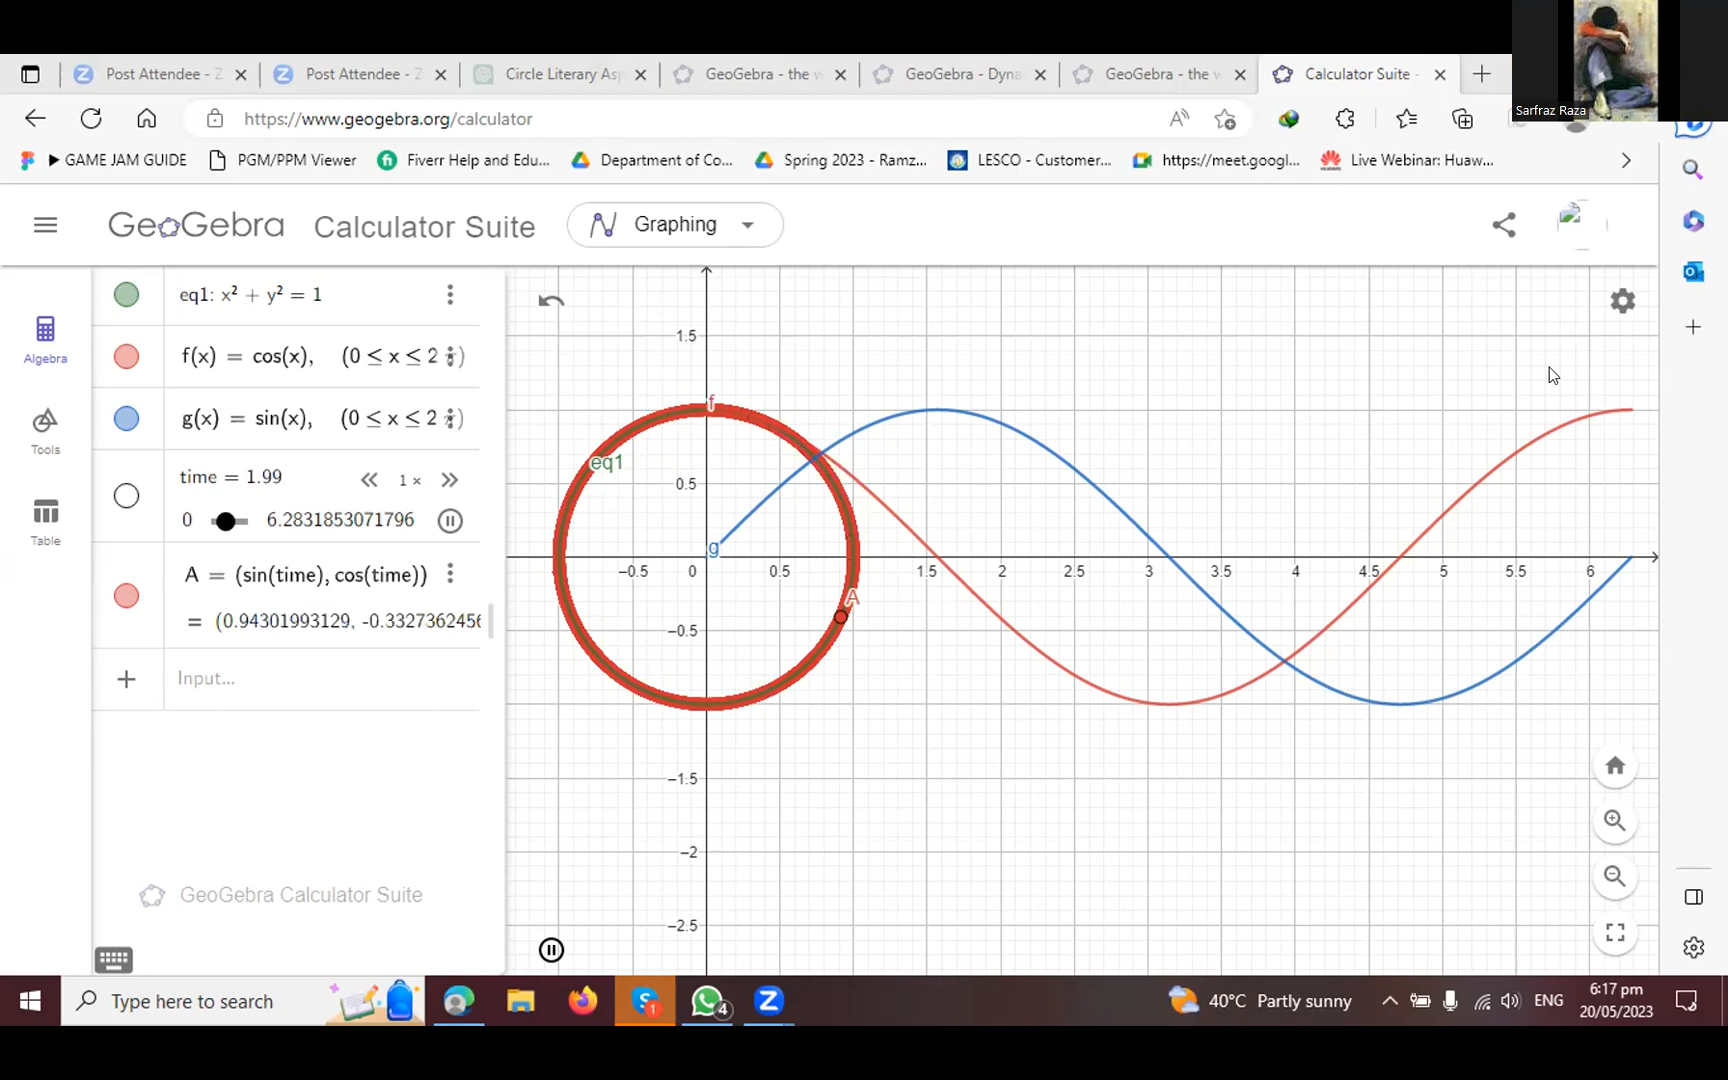 Sarfraz Raza
Post Attendee - Z
Post Attendee - Z
Circle Literary As
GeoGebra - the w
GeoGebra - Dyna
GeoGebra - the w
Calculator Suite -
https://www.geogebra.org/calculator
GAME JAM GUIDE
PGM/PPM Viewer
Fiverr Help and Edu...
Department of Co...
Spring 2023 - Ramz...
LESCO - Customer...
https://meet.googl...
Live Webinar: Huaw...
GeoGebra
Calculator Suite
Graphing
Algebra
Tools
Table
eq1: x² + y² = 1
f(x) = cos(x), (0 ≤ x ≤ 2
g(x) = sin(x), (0 ≤ x ≤ 2
time = 1.99
1 ×
0 6.2831853071796
A = (sin(time), cos(time))
= (0.94301993129, -0.3327362456
Input...
GeoGebra Calculator Suite
1.5
0.5
−0.5
−1.5
−2
−2.5
−0.5 0 0.5 1.5 2 2.5 3 3.5 4 4.5 5 5.5 6
f
eq1
g
A
Type here to search
1
4
40°C Partly sunny
ENG
6:17 pm
20/05/2023